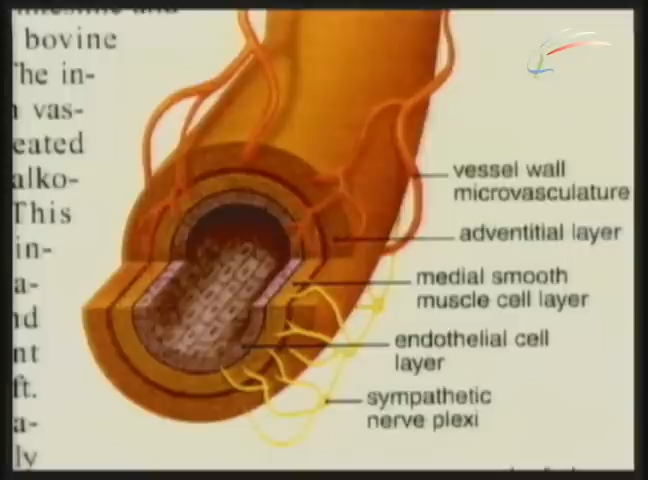 bovine
The in-
vas-
eated
alko-
This
in-
a-
nd
nt
ft.
a-
ly
vessel wall
microvasculature
adventitial layer
medial smooth
muscle cell layer
endothelial cell
layer
sympathetic
nerve plexi